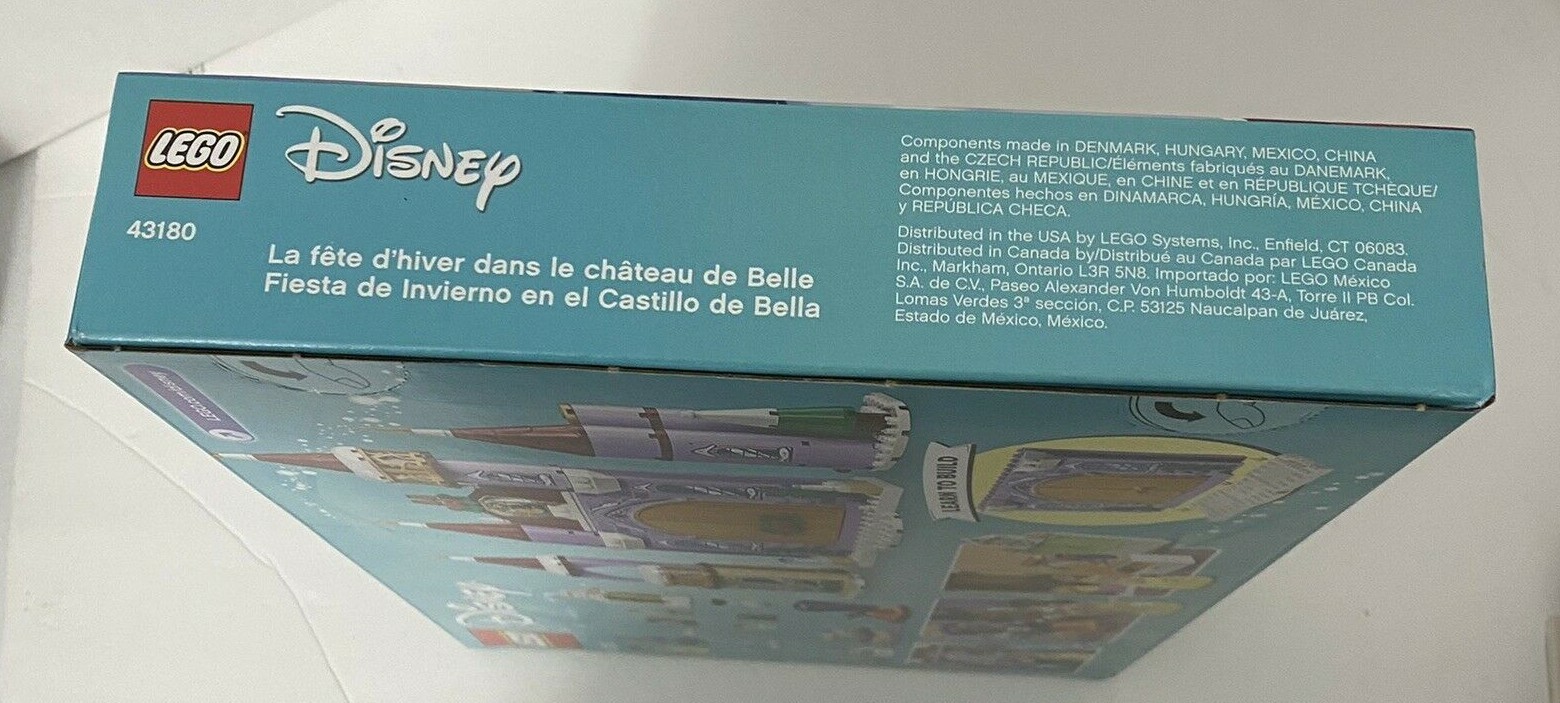 LEGO
DISNEY
43180
La fête d'hiver dans le château de Belle
Fiesta de Invierno en el Castillo de Bella
Components made in DENMARK, HUNGARY, MEXICO, CHINA
and the CZECH REPUBLIC/Éléments fabriqués au DANEMARK,
en HONGRIE, au MEXIQUE, en CHINE et en RÉPUBLIQUE TCHÈQUE/
Componentes hechos en DINAMARCA, HUNGRÍA, MÉXICO, CHINA
y REPÚBLICA CHECA.
Distributed in the USA by LEGO Systems, Inc., Enfield, CT 06083.
Distributed in Canada by/Distribué au Canada par LEGO Canada
Inc., Markham, Ontario L3R 5N8. Importado por: LEGO México
S.A. de C.V., Paseo Alexander Von Humboldt 43-A, Torre II PB Col.
Lomas Verdes 3ª sección, C.P. 53125 Naucalpan de Juárez,
Estado de México, México.
LEGO.com/disney
LEARN TO BUILD
DISNEY